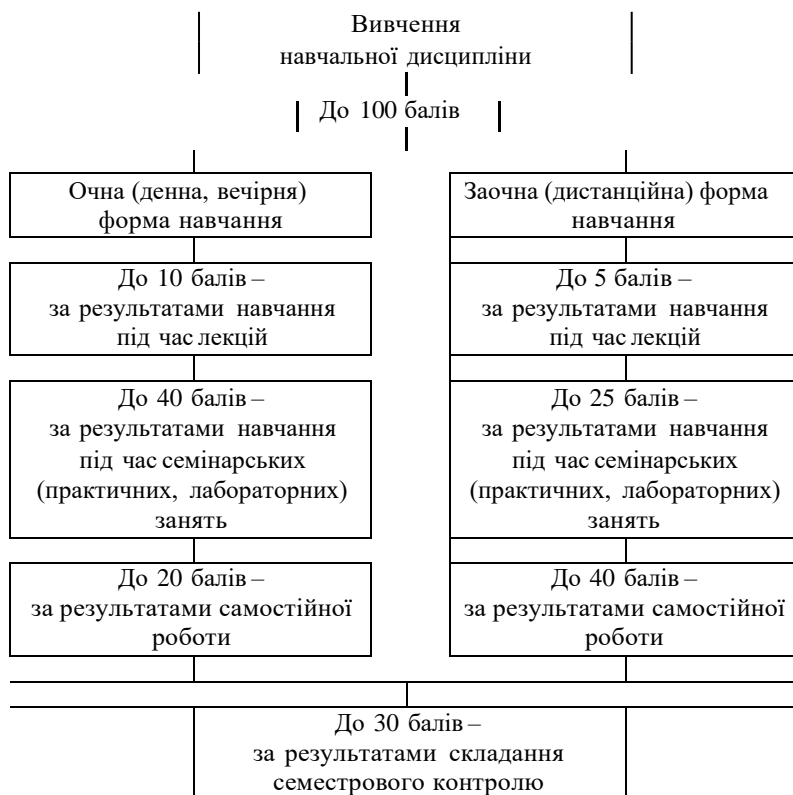 Вивчення
навчальної дисципліни
До 100 балів
Очна (денна, вечірня)
форма навчання
Заочна (дистанційна) форма
навчання
До 10 балів –
за результатами навчання
під час лекцій
До 5 балів –
за результатами навчання
під час лекцій
До 40 балів –
за результатами навчання
під час семінарських
(практичних, лабораторних)
занять
До 25 балів –
за результатами навчання
під час семінарських
(практичних, лабораторних)
занять
До 20 балів –
за результатами самостійної
роботи
До 40 балів –
за результатами самостійної
роботи
До 30 балів –
за результатами складання
семестрового контролю